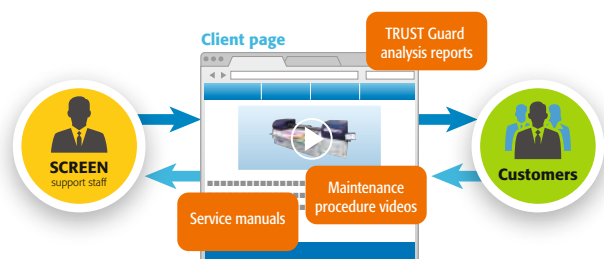 Client page
TRUST Guard
analysis reports
SCREEN
support staff
Customers
Maintenance
procedure videos
Service manuals